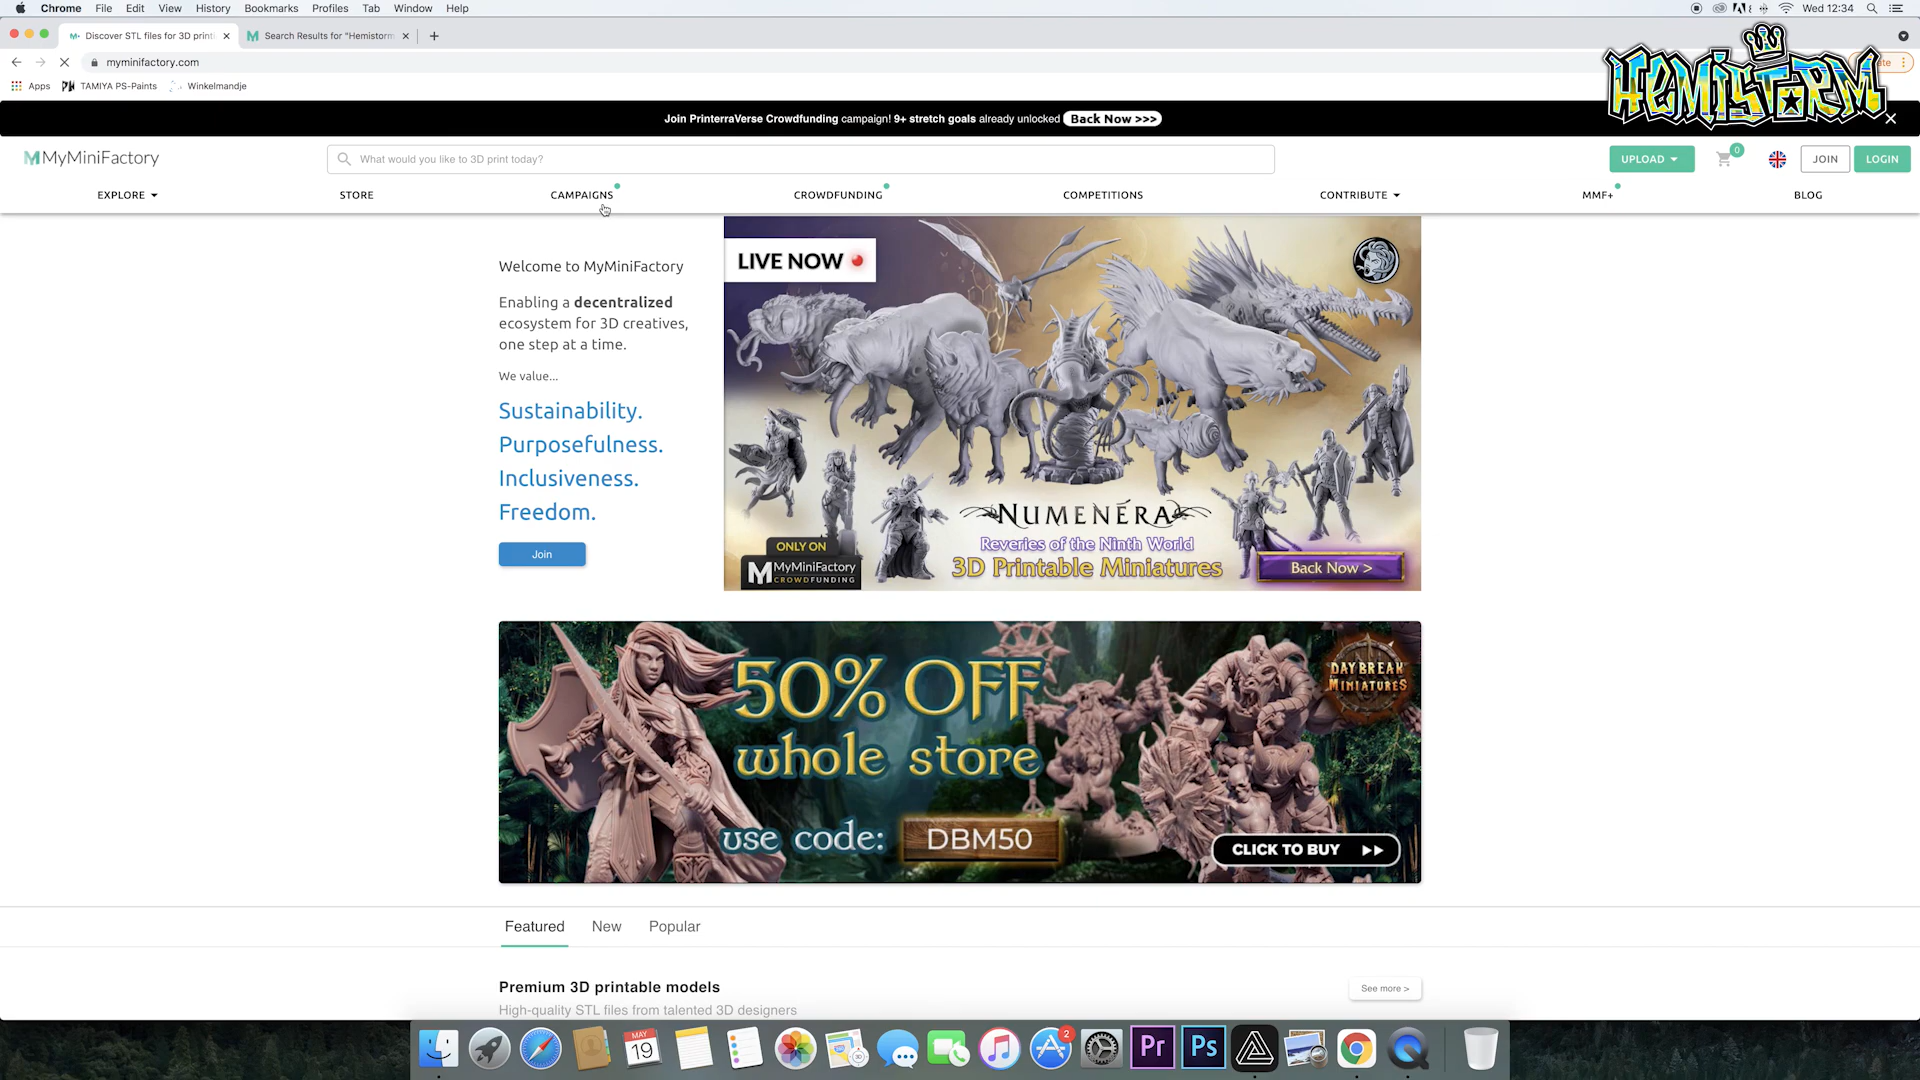 Chrome File Edit View History Bookmarks Profiles Tab Window Help Wed 12:34
Discover STL files for 3D printi Search Results for "Hemistorm
myminifactory.com
Apps TAMIYA PS-Paints Winkelmandje
HEMISTORM
Join PrinterraVerse Crowdfunding campaign! 9+ stretch goals already unlocked Back Now >>>
MyMiniFactory What would you like to 3D print today? UPLOAD 0 JOIN LOGIN
EXPLORE STORE CAMPAIGNS CROWDFUNDING COMPETITIONS CONTRIBUTE MMF+ BLOG
Welcome to MyMiniFactory
Enabling a decentralized
ecosystem for 3D creatives,
one step at a time.
We value...
Sustainability.
Purposefulness.
Inclusiveness.
Freedom.
Join
LIVE NOW
NUMENÉRA
Reveries of the Ninth World
3D Printable Miniatures
ONLY ON
MyMiniFactory
CROWDFUNDING
Back Now >
50% OFF
whole store
use code: DBM50
DAYBREAK
MINIATURES
CLICK TO BUY
Featured New Popular
Premium 3D printable models
See more >
High-quality STL files from talented 3D designers
MAY
19
2
Pr
Ps